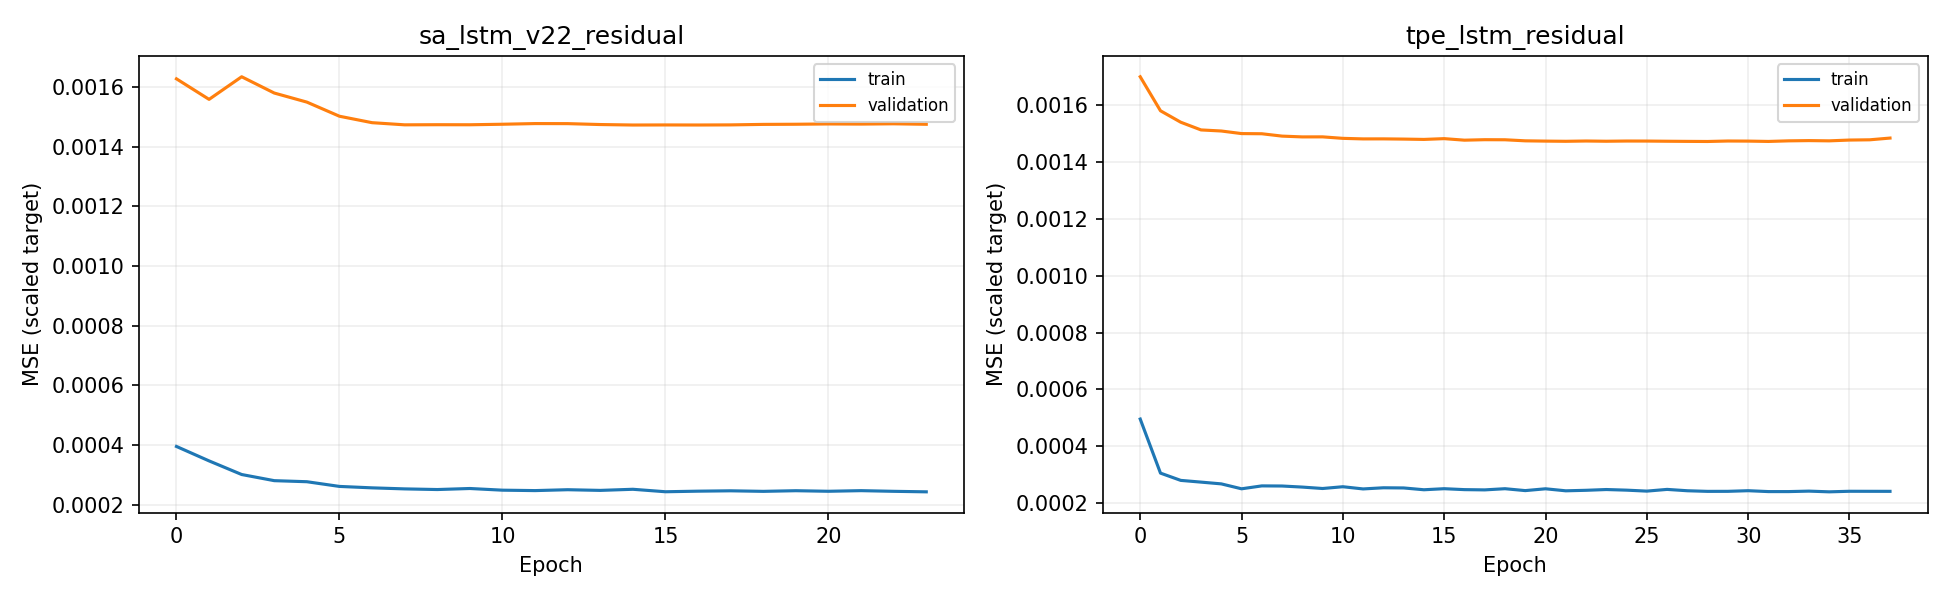 sa_lstm_v22_residual
train
validation
MSE (scaled target)
0.0016
0.0014
0.0012
0.0010
0.0008
0.0006
0.0004
0.0002
0 5 10 15 20
Epoch
tpe_lstm_residual
train
validation
MSE (scaled target)
0.0016
0.0014
0.0012
0.0010
0.0008
0.0006
0.0004
0.0002
0 5 10 15 20 25 30 35
Epoch